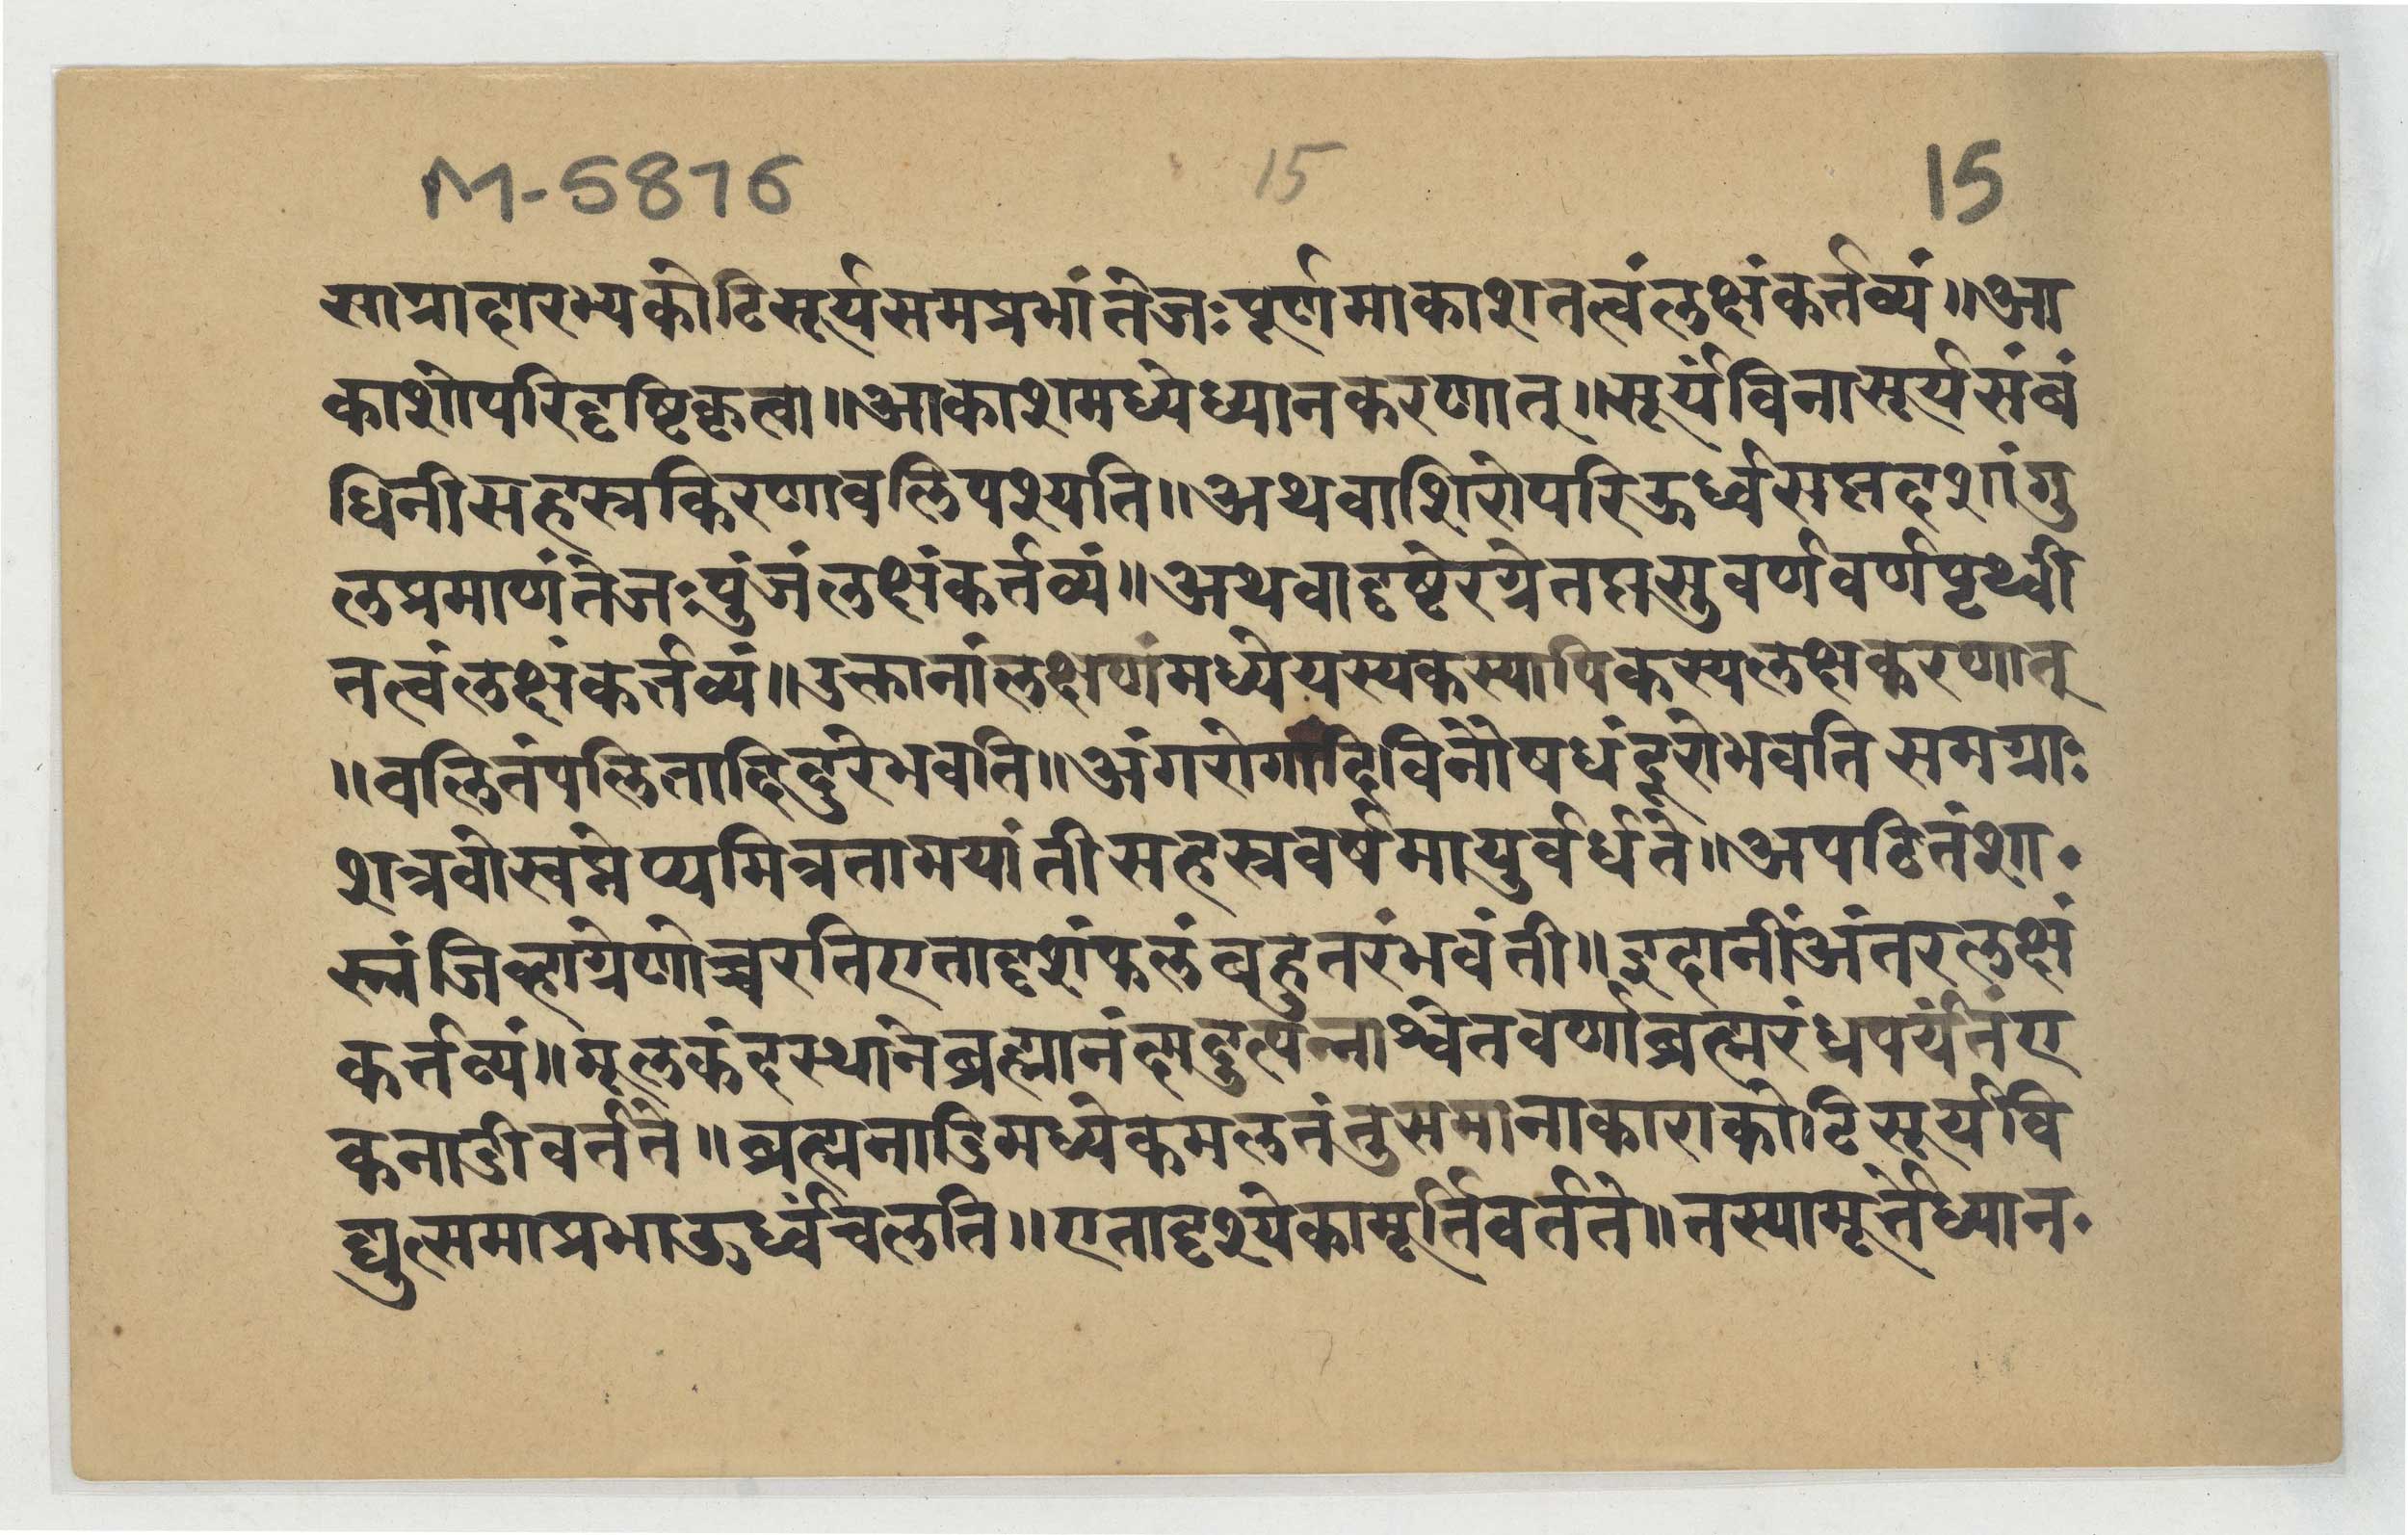 M-5876 15 15
साग्रादारभ्यकोटिसूर्यसमप्रभांतेजःपूर्णमाकाशतत्वंलक्षंकर्त्तव्यं॥आ
काशोपरिदृष्टिकृत्वा॥आकाशमध्येध्यानकरणात्॥सूर्यंविनासूर्यसंबं
धिनीसहस्त्रकिरणावलिपश्यति॥अथवाशिरोपरिऊर्ध्वसप्तदशांगु
लप्रमाणंतेजःपुंजंलक्षंकर्त्तव्यं॥अथवादृष्टेरग्रेतप्तसुवर्णवर्णपृथ्वी
तत्वंलक्षंकर्त्तव्यं॥उक्तानांलक्षणंमध्येयस्यकस्यापिकस्यलक्षकरणात्
॥वलितंपलितादिदुरेभवति॥अंगरोगादिविनौषधंदूरोभवति समग्राः
शत्रवोस्वप्नेप्यमित्रतामयांती सहस्त्रवर्षमायुर्वर्धते॥अपठितंशा॰
स्त्रंजिव्हाग्रेणोच्चरतिएतादृशंफलंबहुतरंभवंती॥इदानींअंतरलक्षं
कर्त्तव्यं॥मूलकंदस्थानेब्रह्मानंदादुत्पन्नाश्वेतवर्णाब्रह्मरंध्रपर्यंतंए
कनाडीवर्तते॥ब्रह्मनाडिमध्येकमलतंतुसमानाकाराकोटिसूर्यवि
द्युत्समाप्रभाऊर्ध्वंचलति॥एतादृश्येकामूर्त्तिवर्तते॥तस्यामूर्त्तेध्यान॰